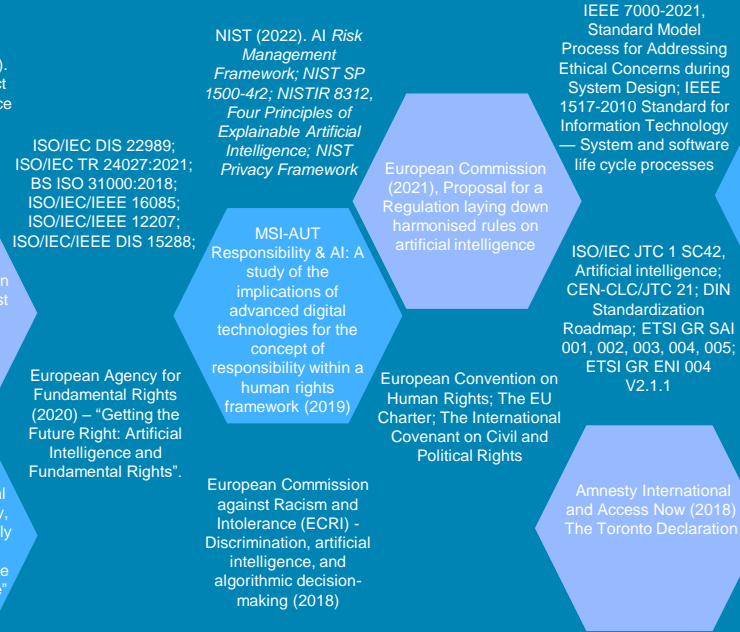 ).
ct
ce
ISO/IEC DIS 22989;
ISO/IEC TR 24027:2021;
BS ISO 31000:2018;
ISO/IEC/IEEE 16085;
ISO/IEC/IEEE 12207;
ISO/IEC/IEEE DIS 15288;
n
st
European Agency for
Fundamental Rights
(2020) – “Getting the
Future Right: Artificial
Intelligence and
Fundamental Rights”.
al
y,
ly
e
e”
NIST (2022). AI Risk
Management
Framework; NIST SP
1500-4r2; NISTIR 8312,
Four Principles of
Explainable Artificial
Intelligence; NIST
Privacy Framework
MSI-AUT
Responsibility & AI: A
study of the
implications of
advanced digital
technologies for the
concept of
responsibility within a
human rights
framework (2019)
European Commission
against Racism and
Intolerance (ECRI) -
Discrimination, artificial
intelligence, and
algorithmic decision-
making (2018)
European Commission
(2021), Proposal for a
Regulation laying down
harmonised rules on
artificial intelligence
European Convention on
Human Rights; The EU
Charter; The International
Covenant on Civil and
Political Rights
IEEE 7000-2021,
Standard Model
Process for Addressing
Ethical Concerns during
System Design; IEEE
1517-2010 Standard for
Information Technology
— System and software
life cycle processes
ISO/IEC JTC 1 SC42,
Artificial intelligence;
CEN-CLC/JTC 21; DIN
Standardization
Roadmap; ETSI GR SAI
001, 002, 003, 004, 005;
ETSI GR ENI 004
V2.1.1
Amnesty International
and Access Now (2018)
The Toronto Declaration